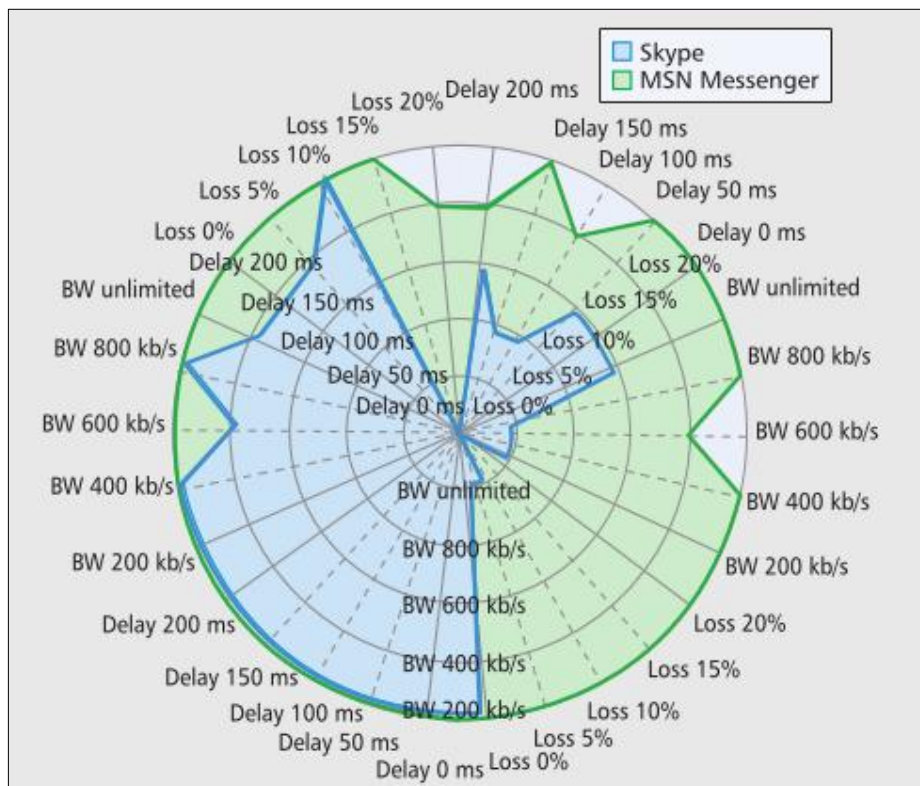 Skype
MSN Messenger
Delay 200 ms
Loss 20%
Loss 15%
Loss 10%
Loss 5%
Loss 0%
Delay 150 ms
Delay 100 ms
Delay 50 ms
Delay 0 ms
Delay 200 ms
Delay 150 ms
Delay 100 ms
Delay 50 ms
Delay 0 ms
Loss 20%
Loss 15%
Loss 10%
Loss 5%
Loss 0%
BW unlimited
BW 800 kb/s
BW 600 kb/s
BW 400 kb/s
BW 200 kb/s
BW unlimited
BW 800 kb/s
BW 600 kb/s
BW 400 kb/s
BW 200 kb/s
BW unlimited
BW 800 kb/s
BW 600 kb/s
BW 400 kb/s
BW 200 kb/s
Delay 200 ms
Delay 150 ms
Delay 100 ms
Delay 50 ms
Delay 0 ms
Loss 20%
Loss 15%
Loss 10%
Loss 5%
Loss 0%